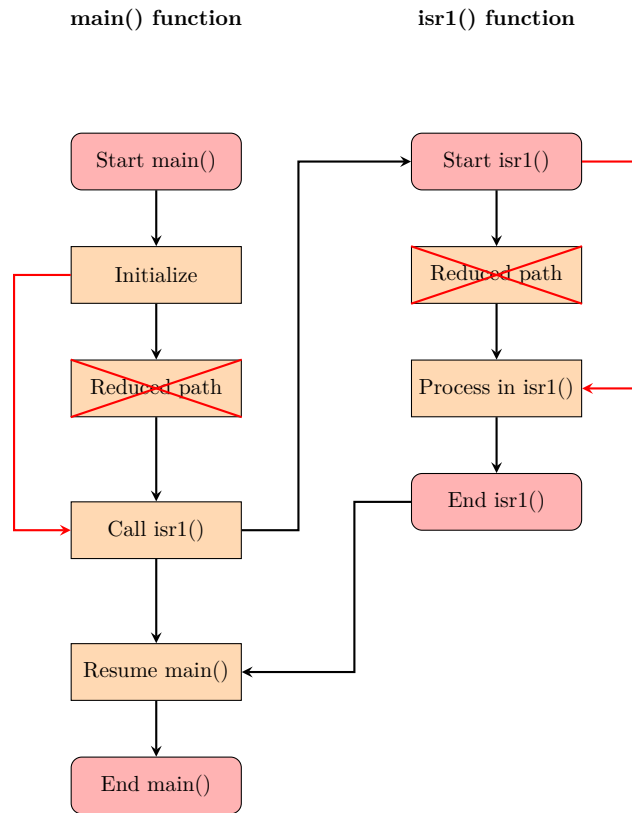 main() function
Start main()
Initialize
Reduced path
Call isr1()
Resume main()
End main()
isr1() function
Start isr1()
Reduced path
Process in isr1()
End isr1()